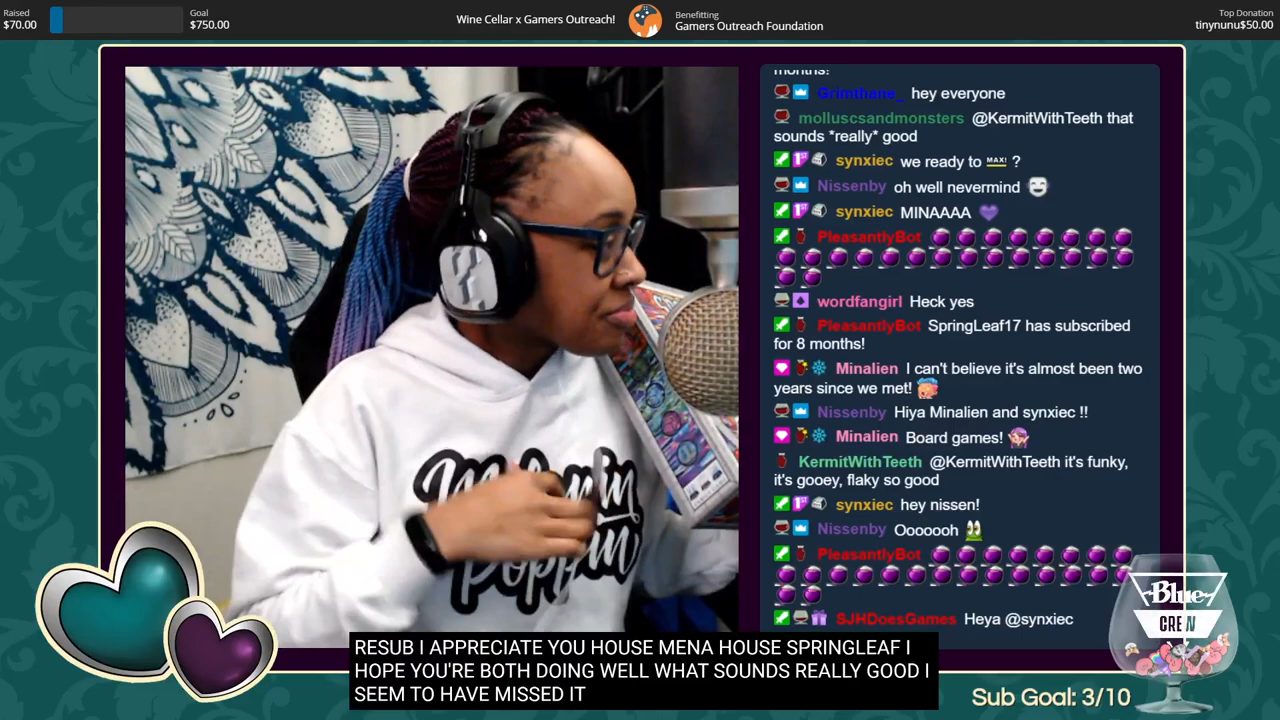 Raised
$70.00
Goal
$750.00
Wine Cellar x Gamers Outreach!
Benefitting
Gamers Outreach Foundation
Top Donation
tinynunu$50.00
months!
Grimthane_ hey everyone
molluscsandmonsters @KermitWithTeeth that
sounds *really* good
synxiec we ready to MAX! ?
Nissenby oh well nevermind
synxiec MINAAAA
PleasantlyBot
wordfangirl Heck yes
PleasantlyBot SpringLeaf17 has subscribed
for 8 months!
Minalien I can't believe it's almost been two
years since we met!
Nissenby Hiya Minalien and synxiec !!
Minalien Board games!
KermitWithTeeth @KermitWithTeeth it's funky,
it's gooey, flaky so good
synxiec hey nissen!
Nissenby Ooooooh
PleasantlyBot
SJHDoesGames Heya @synxiec
Melanin
Poppin
Blue
CREW
RESUB I APPRECIATE YOU HOUSE MENA HOUSE SPRINGLEAF I
HOPE YOU'RE BOTH DOING WELL WHAT SOUNDS REALLY GOOD I
SEEM TO HAVE MISSED IT
Sub Goal: 3/10